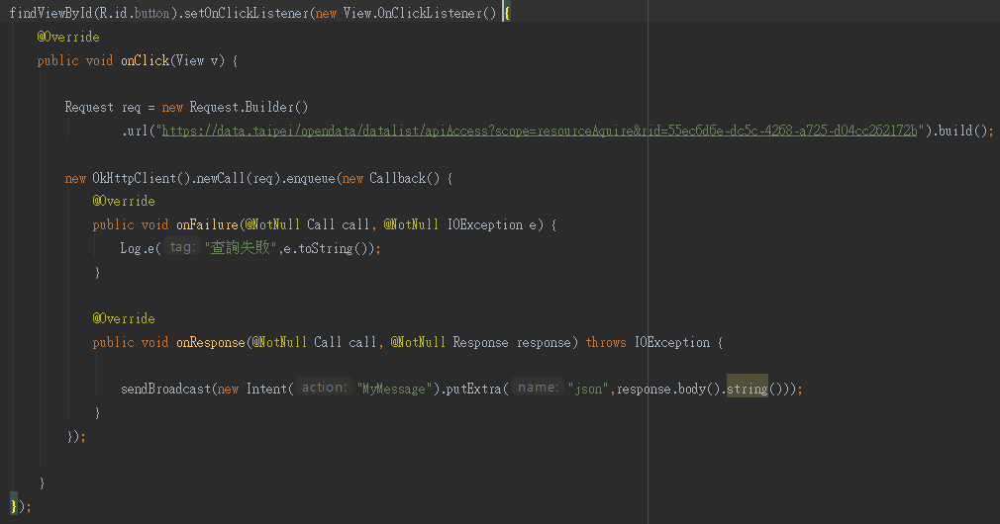 findViewById(R.id.button).setOnClickListener(new View.OnClickListener() {
@Override
public void onClick(View v) {
Request req = new Request.Builder()
.url("https://data.taipei/opendata/datalist/apiAccess?scope=resourceAquire&rid=55ec6d6e-dc5c-4268-a725-d04cc262172b").build();
new OkHttpClient().newCall(req).enqueue(new Callback() {
@Override
public void onFailure(@NotNull Call call, @NotNull IOException e) {
Log.e( tag: "查詢失敗",e.toString());
}
@Override
public void onResponse(@NotNull Call call, @NotNull Response response) throws IOException {
sendBroadcast(new Intent( action: "MyMessage").putExtra( name: "json",response.body().string()));
}
});
}
});